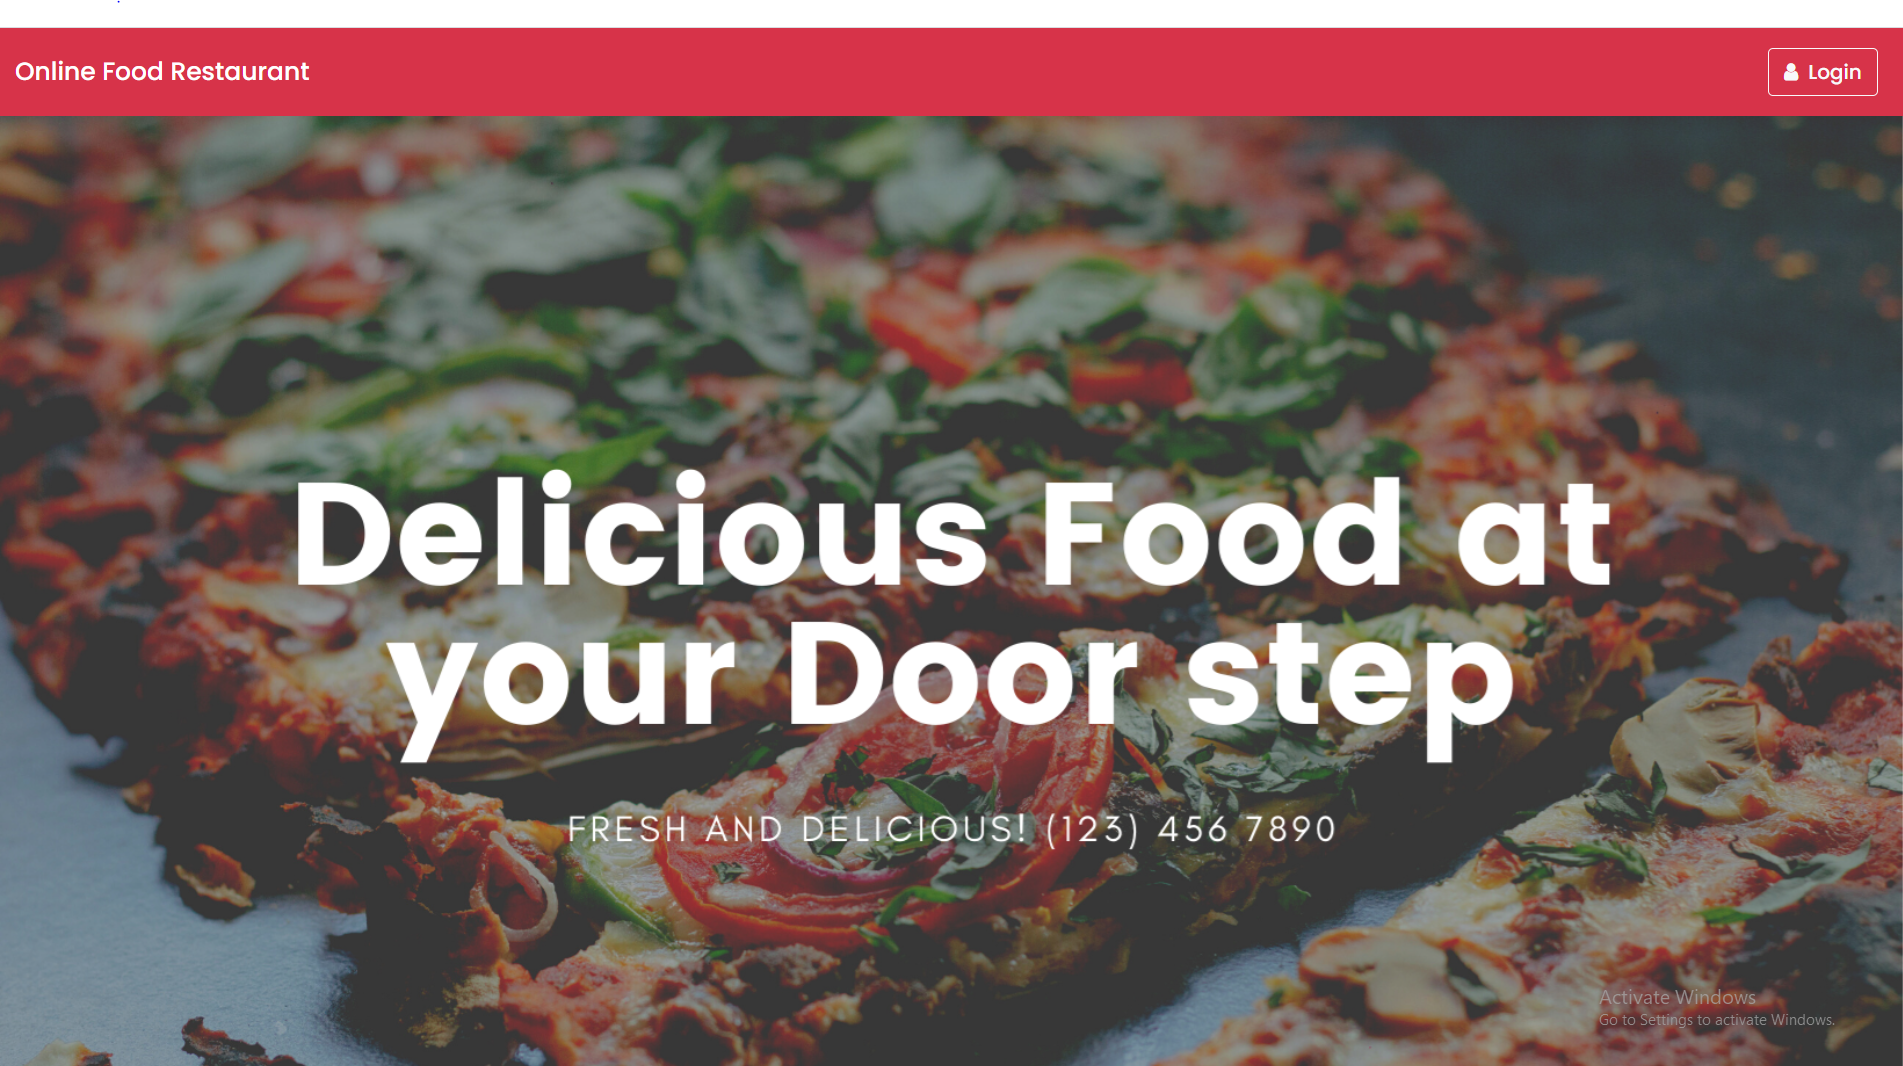 Online Food Restaurant
Login
Delicious Food at
your Door step
FRESH AND DELICIOUS! (123) 456 7890
Activate Windows
Go to Settings to activate Windows.